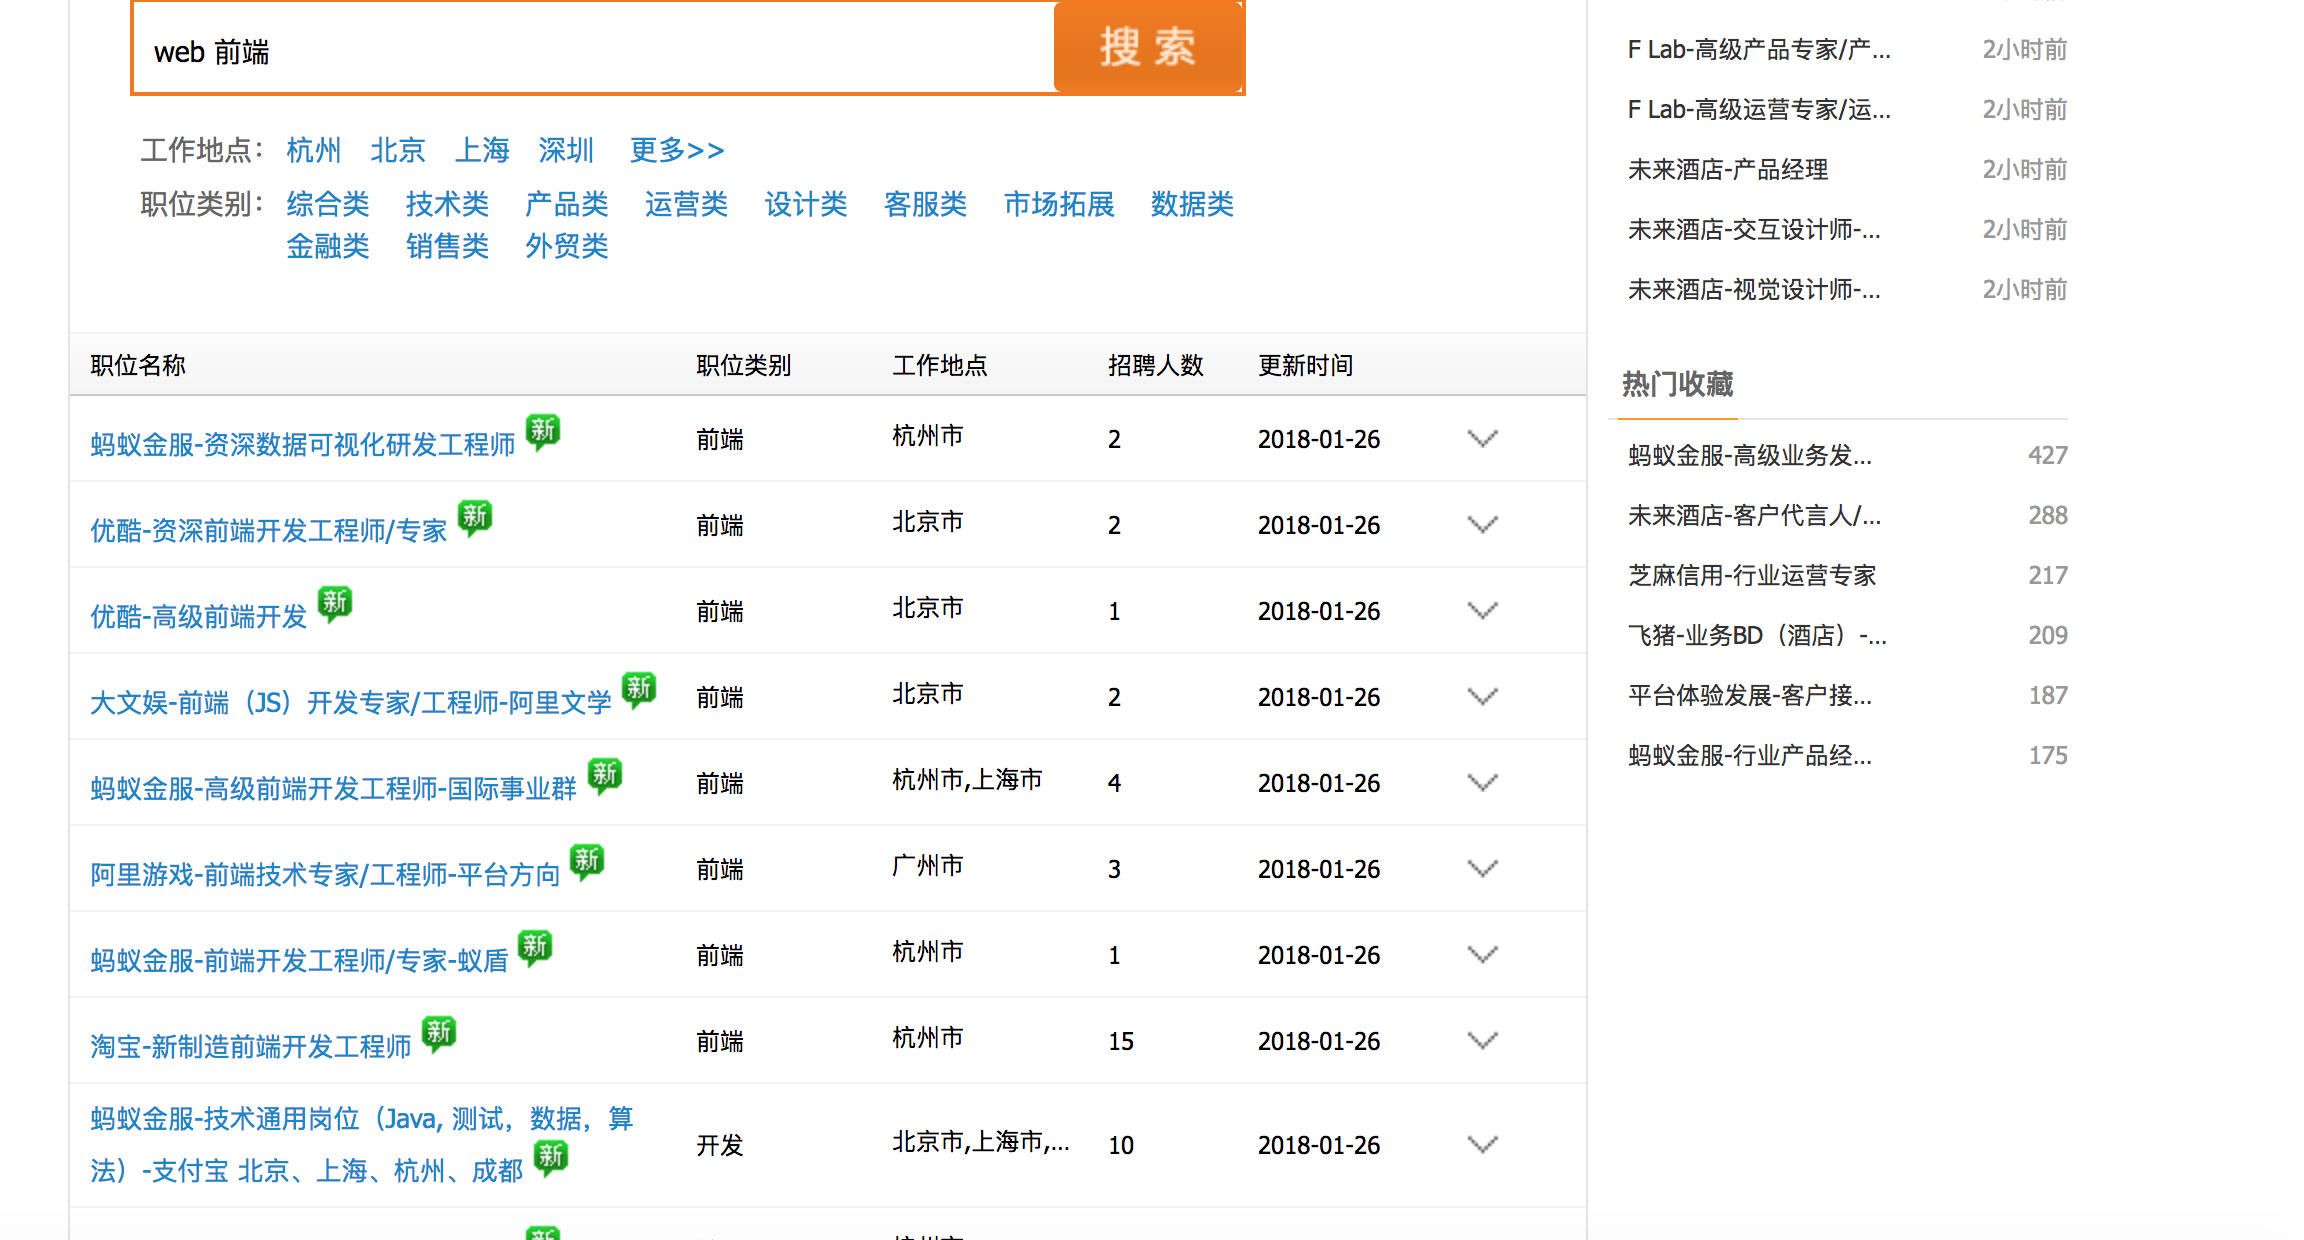 web 前端
搜 索
工作地点： 杭州 北京 上海 深圳 更多>>
职位类别： 综合类 技术类 产品类 运营类 设计类 客服类 市场拓展 数据类
金融类 销售类 外贸类
职位名称 职位类别 工作地点 招聘人数 更新时间
蚂蚁金服-资深数据可视化研发工程师 新 前端 杭州市 2 2018-01-26
优酷-资深前端开发工程师/专家 新 前端 北京市 2 2018-01-26
优酷-高级前端开发 新 前端 北京市 1 2018-01-26
大文娱-前端（JS）开发专家/工程师-阿里文学 新 前端 北京市 2 2018-01-26
蚂蚁金服-高级前端开发工程师-国际事业群 新 前端 杭州市,上海市 4 2018-01-26
阿里游戏-前端技术专家/工程师-平台方向 新 前端 广州市 3 2018-01-26
蚂蚁金服-前端开发工程师/专家-蚁盾 新 前端 杭州市 1 2018-01-26
淘宝-新制造前端开发工程师 新 前端 杭州市 15 2018-01-26
蚂蚁金服-技术通用岗位（Java, 测试，数据，算
法）-支付宝 北京、上海、杭州、成都 新 开发 北京市,上海市,... 10 2018-01-26
F Lab-高级产品专家/产... 2小时前
F Lab-高级运营专家/运... 2小时前
未来酒店-产品经理 2小时前
未来酒店-交互设计师-... 2小时前
未来酒店-视觉设计师-... 2小时前
热门收藏
蚂蚁金服-高级业务发... 427
未来酒店-客户代言人/... 288
芝麻信用-行业运营专家 217
飞猪-业务BD（酒店）-... 209
平台体验发展-客户接... 187
蚂蚁金服-行业产品经... 175